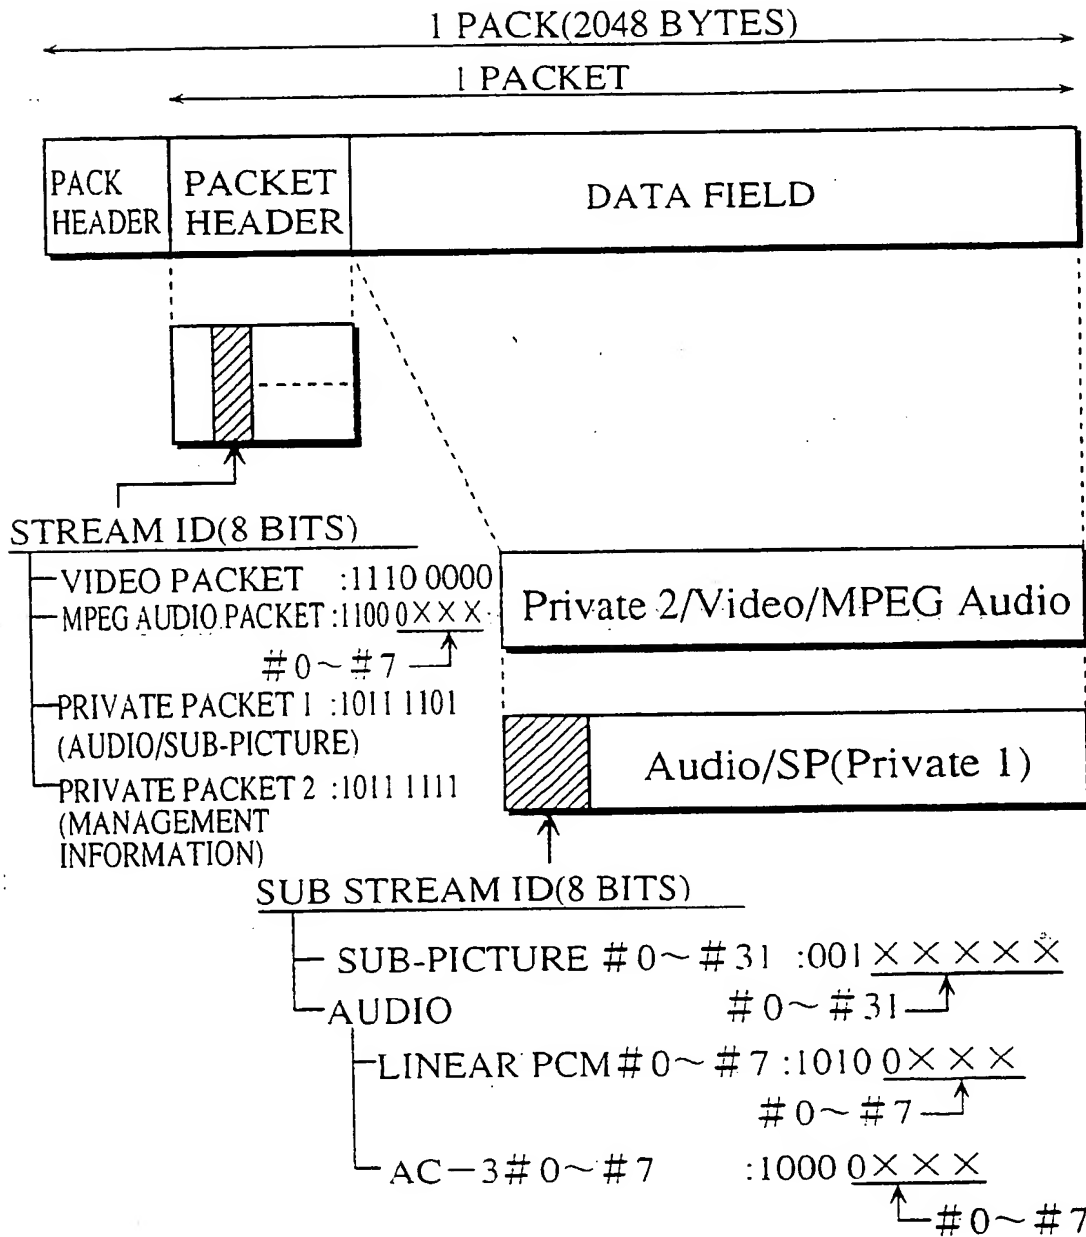 1 PACK(2048 BYTES)
1 PACKET
PACK HEADER
PACKET HEADER
DATA FIELD
STREAM ID(8 BITS)
VIDEO PACKET :1110 0000
MPEG AUDIO PACKET :1100 0×××
#0~#7
PRIVATE PACKET 1 :1011 1101
(AUDIO/SUB-PICTURE)
PRIVATE PACKET 2 :1011 1111
(MANAGEMENT
INFORMATION)
Private 2/Video/MPEG Audio
Audio/SP(Private 1)
SUB STREAM ID(8 BITS)
SUB-PICTURE #0~#31 :001×××××
#0~#31
AUDIO
LINEAR PCM#0~#7 :1010 0×××
#0~#7
AC-3#0~#7 :1000 0×××
#0~#7